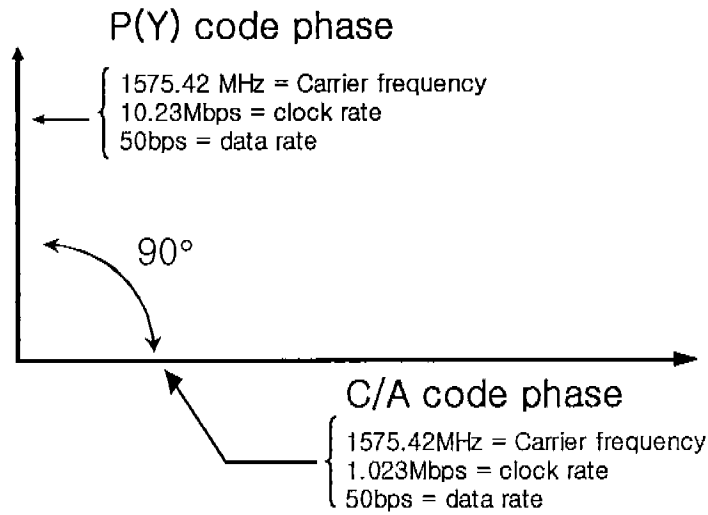 P(Y) code phase
1575.42 MHz = Carrier frequency
10.23Mbps = clock rate
50bps = data rate
90°
C/A code phase
1575.42MHz = Carrier frequency
1.023Mbps = clock rate
50bps = data rate